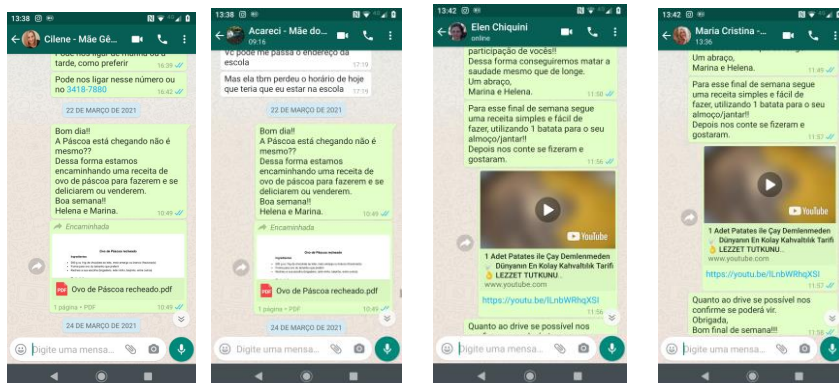 13:38
Cilene - Mãe Gê...
tarde, como preferir
16:39
Pode nos ligar nesse número ou
no 3418-7880
16:42
22 DE MARÇO DE 2021
Bom dia!!
A Páscoa está chegando não é
mesmo??
Dessa forma estamos
encaminhando uma receita de
ovo de páscoa para fazerem e se
deliciarem ou venderem.
Boa semana!!
Helena e Marina.
10:49
Encaminhada
Ovo de Páscoa recheado
Ingredientes
PDF
Ovo de Páscoa recheado.pdf
1 página • PDF
10:49
24 DE MARÇO DE 2021
Digite uma mensa...
13:38
Acareci - Mãe do...
09:16
vc pode me passa o endereço da
escola
17:19
Mas ela tbm perdeu o horário de hoje
que teria que eu estar na escola
17:19
22 DE MARÇO DE 2021
Bom dia!!
A Páscoa está chegando não é
mesmo??
Dessa forma estamos
encaminhando uma receita de
ovo de páscoa para fazerem e se
deliciarem ou venderem.
Boa semana!!
Helena e Marina.
10:49
Encaminhada
Ovo de Páscoa recheado
Ingredientes
PDF
Ovo de Páscoa recheado.pdf
1 página • PDF
10:49
24 DE MARÇO DE 2021
Digite uma mensa...
13:42
Elen Chiquini
online
participação de vocês!!
Dessa forma conseguiremos matar a
saudade mesmo que de longe.
Um abraço,
Marina e Helena.
11:38
Para esse final de semana segue
uma receita simples e fácil de
fazer, utilizando 1 batata para o seu
almoço/jantar!!
Depois nos conte se fizeram e
gostaram.
11:56
YouTube
1 Adet Patates ile Çay Demlenmeden
Dünyanın En Kolay Kahvaltılık Tarifi
LEZZET TUTKUNU..
www.youtube.com
https://youtu.be/lLnbWRhqXSI
11:56
Quanto ao drive se possível nos
Digite uma mensa...
13:42
Maria Cristina -...
13:36
Um abraço,
Marina e Helena.
11:49
Para esse final de semana segue
uma receita simples e fácil de
fazer, utilizando 1 batata para o seu
almoço/jantar!!
Depois nos conte se fizeram e
gostaram.
11:57
YouTube
1 Adet Patates ile Çay Demlenmeden
Dünyanın En Kolay Kahvaltılık Tarifi
LEZZET TUTKUNU..
www.youtube.com
https://youtu.be/lLnbWRhqXSI
11:57
Quanto ao drive se possível nos
confirme se poderá vir.
Obrigada,
Bom final de semana!!!
11:58
Digite uma mensa...